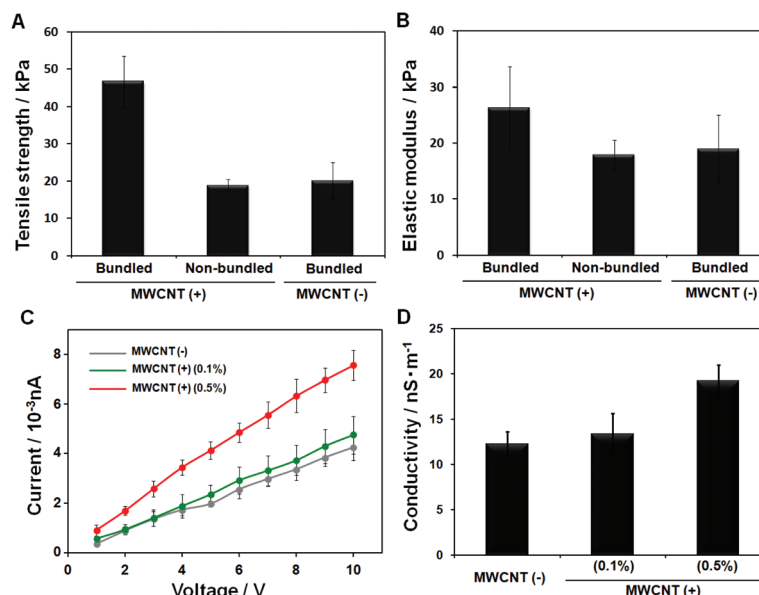 A
Tensile strength / kPa
60
50
40
30
20
10
0
Bundled
Non-bundled
Bundled
MWCNT (+)
MWCNT (-)
B
Elastic modulus / kPa
40
30
20
10
0
Bundled
Non-bundled
Bundled
MWCNT (+)
MWCNT (-)
C
MWCNT (-)
MWCNT (+) (0.1%)
MWCNT (+) (0.5%)
Current / 10⁻³nA
8
6
4
2
0
0
2
4
6
8
10
Voltage / V
D
Conductivity / nS・m⁻¹
25
20
15
10
5
0
MWCNT (-)
(0.1%)
(0.5%)
MWCNT (+)